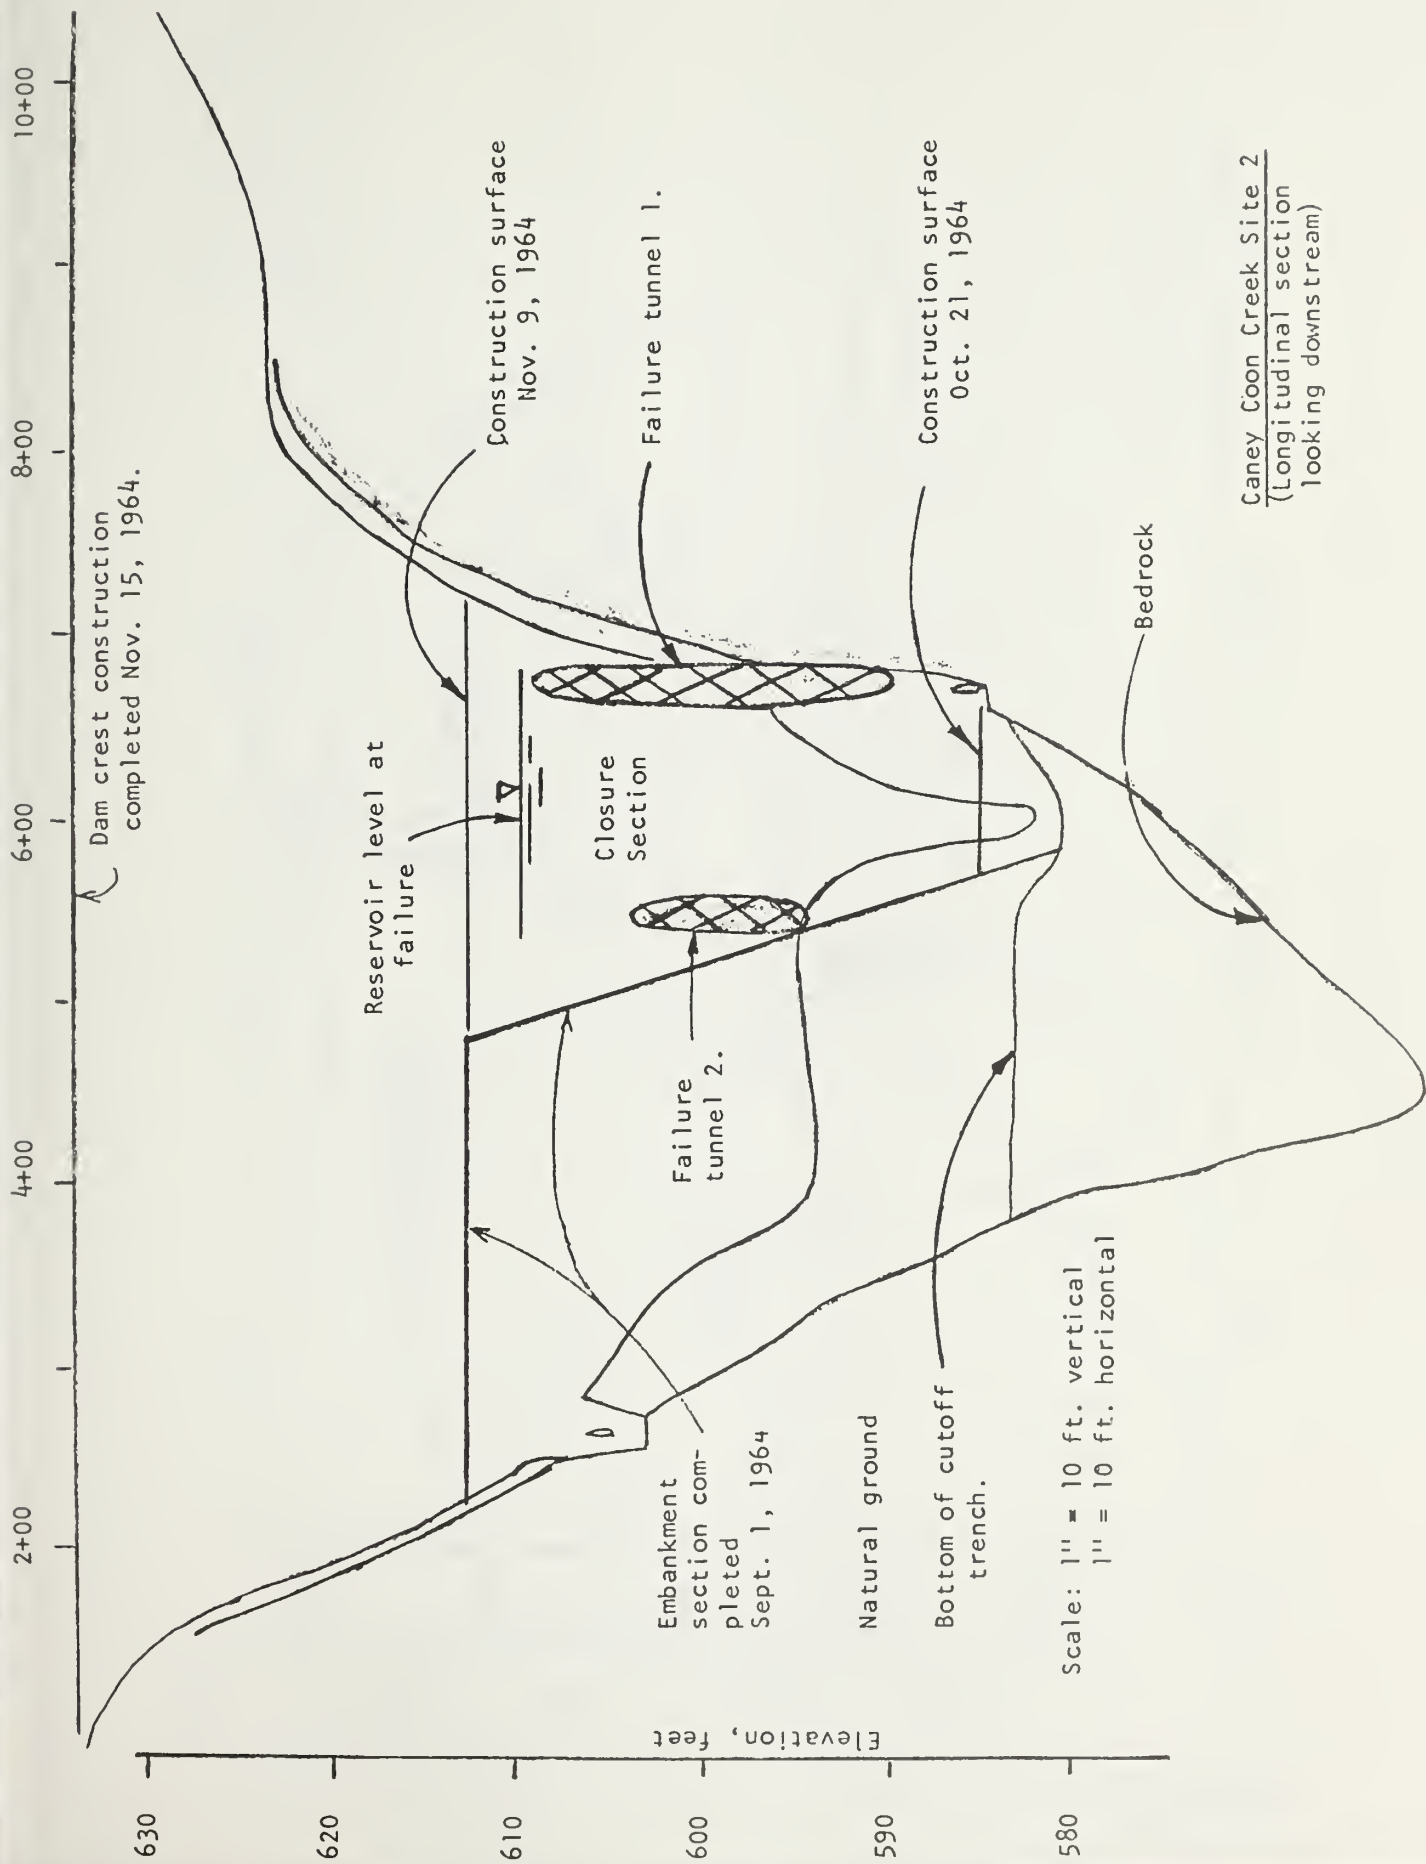 2+00
4+00
6+00
8+00
10+00
Dam crest construction
completed Nov. 15, 1964.
Reservoir level at
failure
Construction surface
Nov. 9, 1964
Closure
Section
Failure tunnel 1.
Failure
tunnel 2.
Construction surface
Oct. 21, 1964
Embankment
section com-
pleted
Sept. 1, 1964
Natural ground
Bottom of cutoff
trench.
Bedrock
Scale: 1" = 10 ft. vertical
1" = 10 ft. horizontal
Caney Coon Creek Site 2
(Longitudinal section
looking downstream)
Elevation, feet
630
620
610
600
590
580